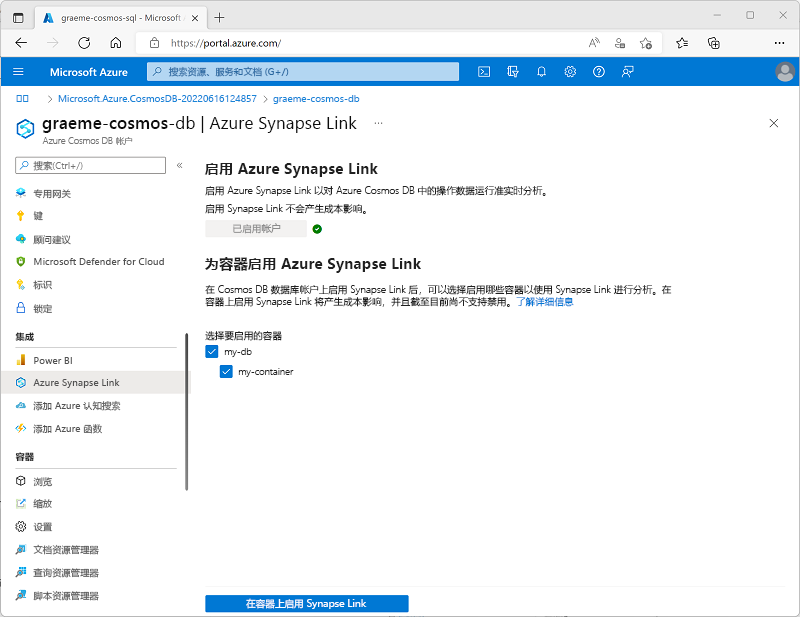 graeme-cosmos-sql - Microsoft
https://portal.azure.com/
Microsoft Azure
搜索资源、服务和文档 (G+/)
Microsoft.Azure.CosmosDB-20220616124857 > graeme-cosmos-db
graeme-cosmos-db | Azure Synapse Link ...
Azure Cosmos DB 帐户
搜索(Ctrl+/)
«
专用网关
键
顾问建议
Microsoft Defender for Cloud
标识
锁定
集成
Power BI
Azure Synapse Link
添加 Azure 认知搜索
添加 Azure 函数
容器
浏览
缩放
设置
文档资源管理器
查询资源管理器
脚本资源管理器
启用 Azure Synapse Link
启用 Azure Synapse Link 以对 Azure Cosmos DB 中的操作数据运行准实时分析。
启用 Synapse Link 不会产生成本影响。
已启用帐户
为容器启用 Azure Synapse Link
在 Cosmos DB 数据库帐户上启用 Synapse Link 后，可以选择启用哪些容器以使用 Synapse Link 进行分析。在
容器上启用 Synapse Link 将产生成本影响，并且截至目前尚不支持禁用。了解详细信息
选择要启用的容器
my-db
my-container
在容器上启用 Synapse Link